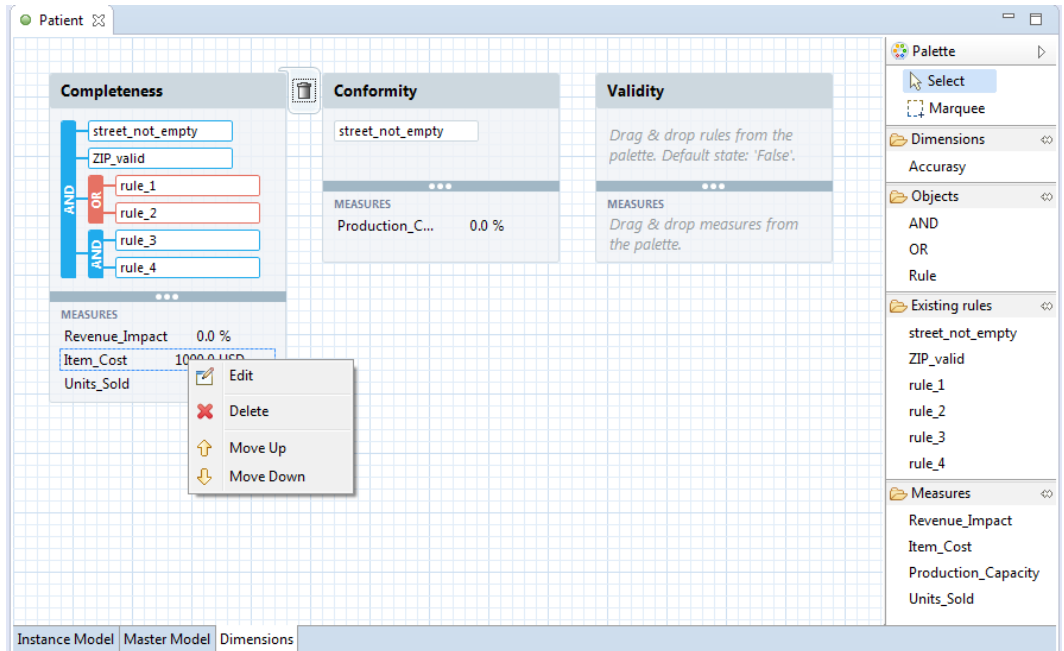 Patient
Completeness
street_not_empty
ZIP_valid
AND
OR
rule_1
rule_2
AND
rule_3
rule_4
MEASURES
Revenue_Impact 0.0 %
Item_Cost 1000.0 USD
Units_Sold
Edit
Delete
Move Up
Move Down
Conformity
street_not_empty
MEASURES
Production_C... 0.0 %
Validity
Drag & drop rules from the
palette. Default state: 'False'.
MEASURES
Drag & drop measures from
the palette.
Palette
Select
Marquee
Dimensions
Accurasy
Objects
AND
OR
Rule
Existing rules
street_not_empty
ZIP_valid
rule_1
rule_2
rule_3
rule_4
Measures
Revenue_Impact
Item_Cost
Production_Capacity
Units_Sold
Instance Model Master Model Dimensions